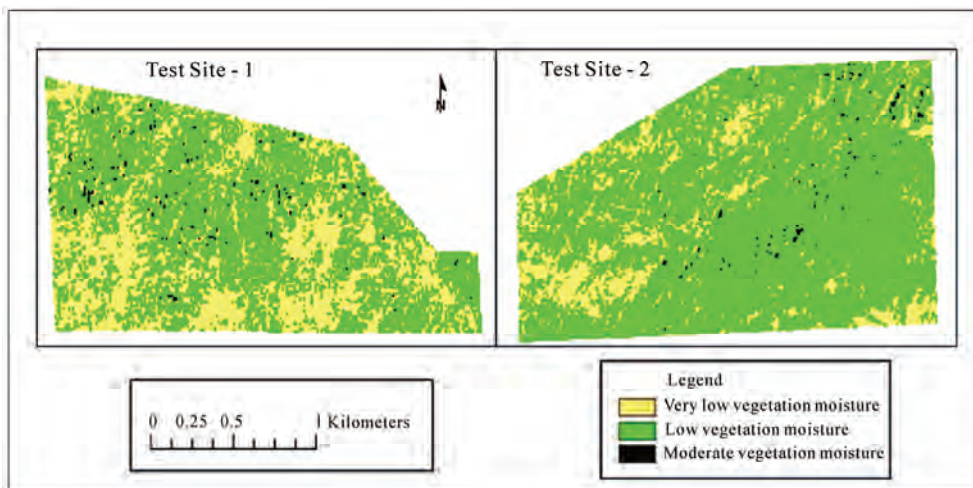 Test Site - 1
Test Site - 2
N
0 0.25 0.5 1 Kilometers
Legend
Very low vegetation moisture
Low vegetation moisture
Moderate vegetation moisture